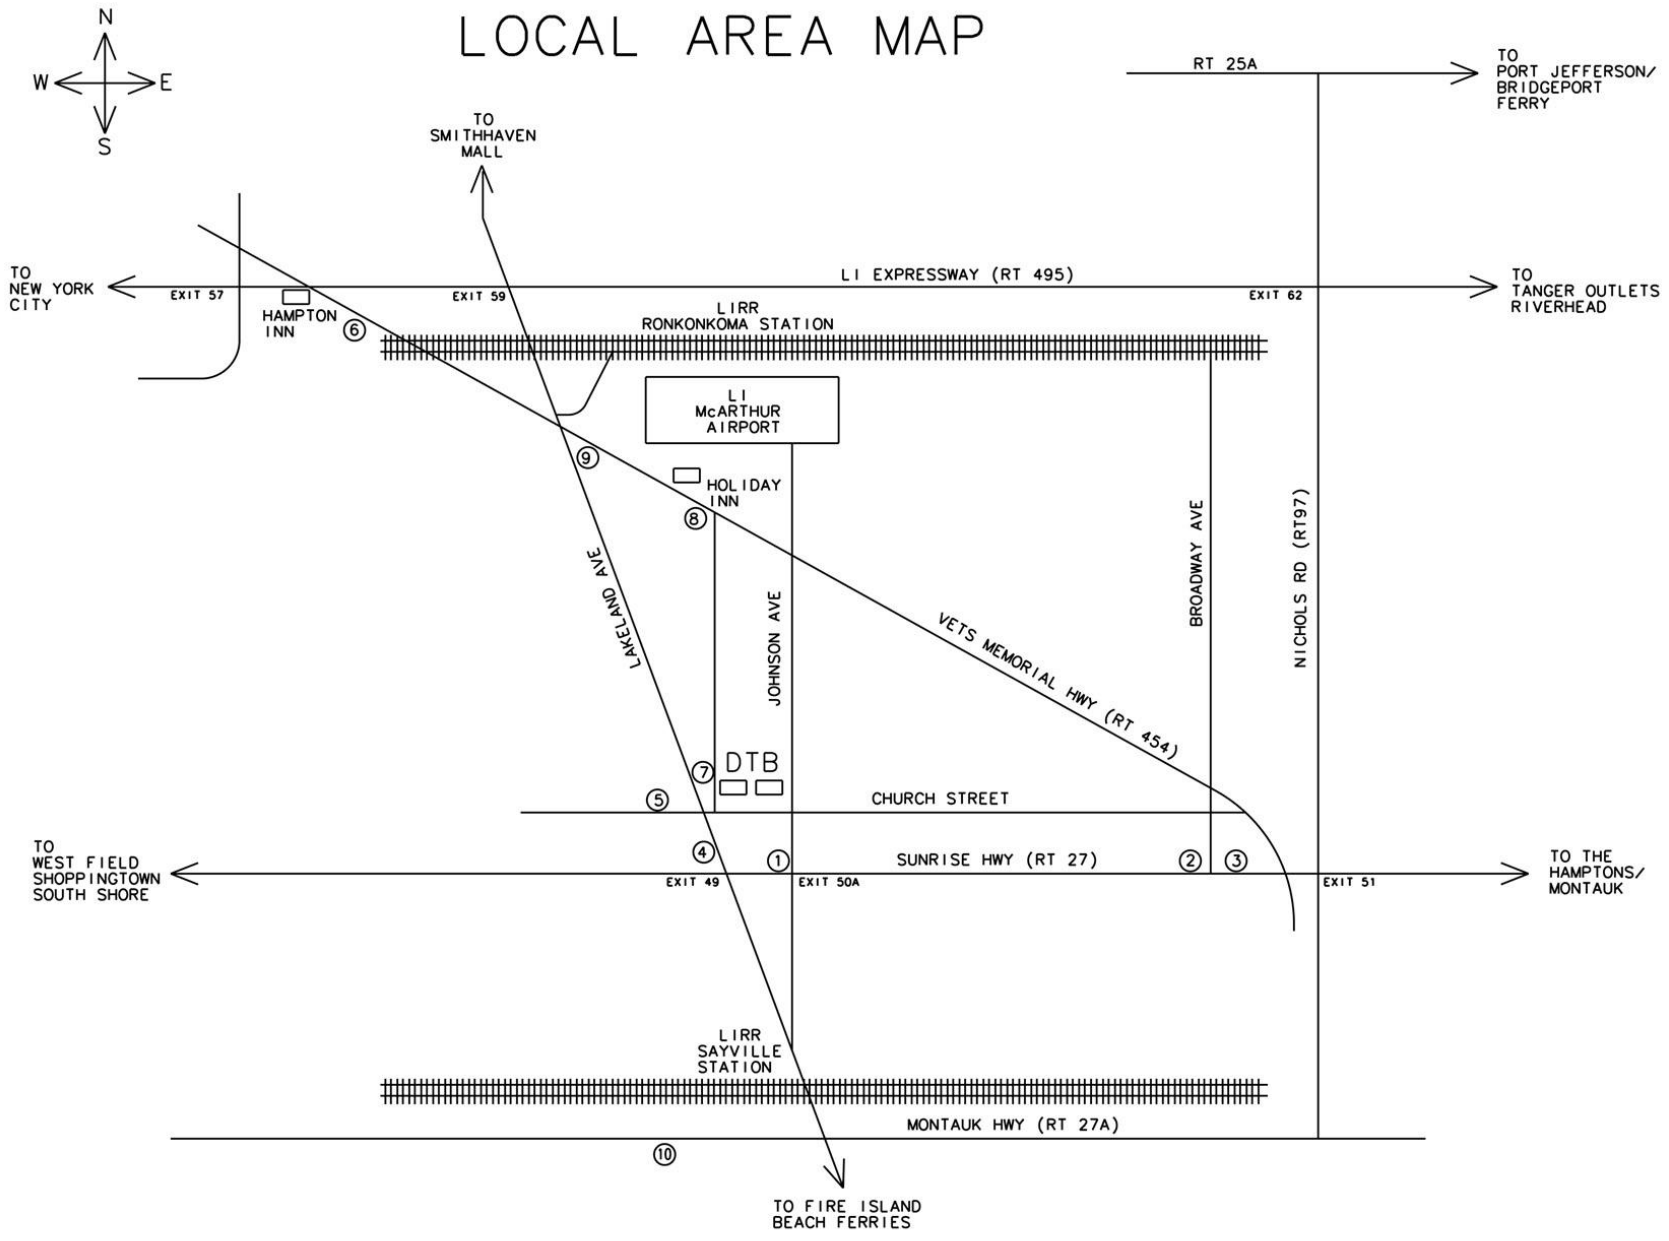 LOCAL AREA MAP
N
W
E
S
RT 25A
TO
PORT JEFFERSON/
BRIDGEPORT
FERRY
TO
SMITHHAVEN
MALL
TO
NEW YORK
CITY
EXIT 57
EXIT 59
LI EXPRESSWAY (RT 495)
EXIT 62
TO
TANGER OUTLETS
RIVERHEAD
HAMPTON
INN
6
LIRR
RONKONKOMA STATION
LI
McARTHUR
AIRPORT
9
HOLIDAY
INN
8
LAKELAND AVE
JOHNSON AVE
BROADWAY AVE
NICHOLS RD (RT97)
VETS MEMORIAL HWY (RT 454)
7
DTB
5
CHURCH STREET
TO
WEST FIELD
SHOPPINGTOWN
SOUTH SHORE
4
1
SUNRISE HWY (RT 27)
2
3
EXIT 49
EXIT 50A
EXIT 51
TO THE
HAMPTONS/
MONTAUK
LIRR
SAYVILLE
STATION
MONTAUK HWY (RT 27A)
10
TO FIRE ISLAND
BEACH FERRIES